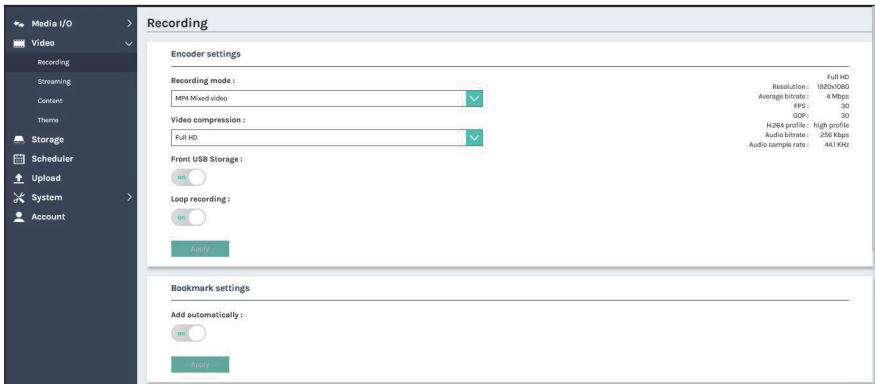 Media I/O
Video
Recording
Streaming
Content
Theme
Storage
Scheduler
Upload
System
Account
Recording
Encoder settings
Recording mode :
MP4 Mixed video
Video compression :
Full HD
Front USB Storage :
on
Loop recording :
on
Apply
Full HD
Resolution : 1920x1080
Average bitrate : 4 Mbps
FPS : 30
GOP : 30
H.264 profile : high profile
Audio bitrate : 256 Kbps
Audio sample rate : 44.1 KHz
Bookmark settings
Add automatically :
on
Apply